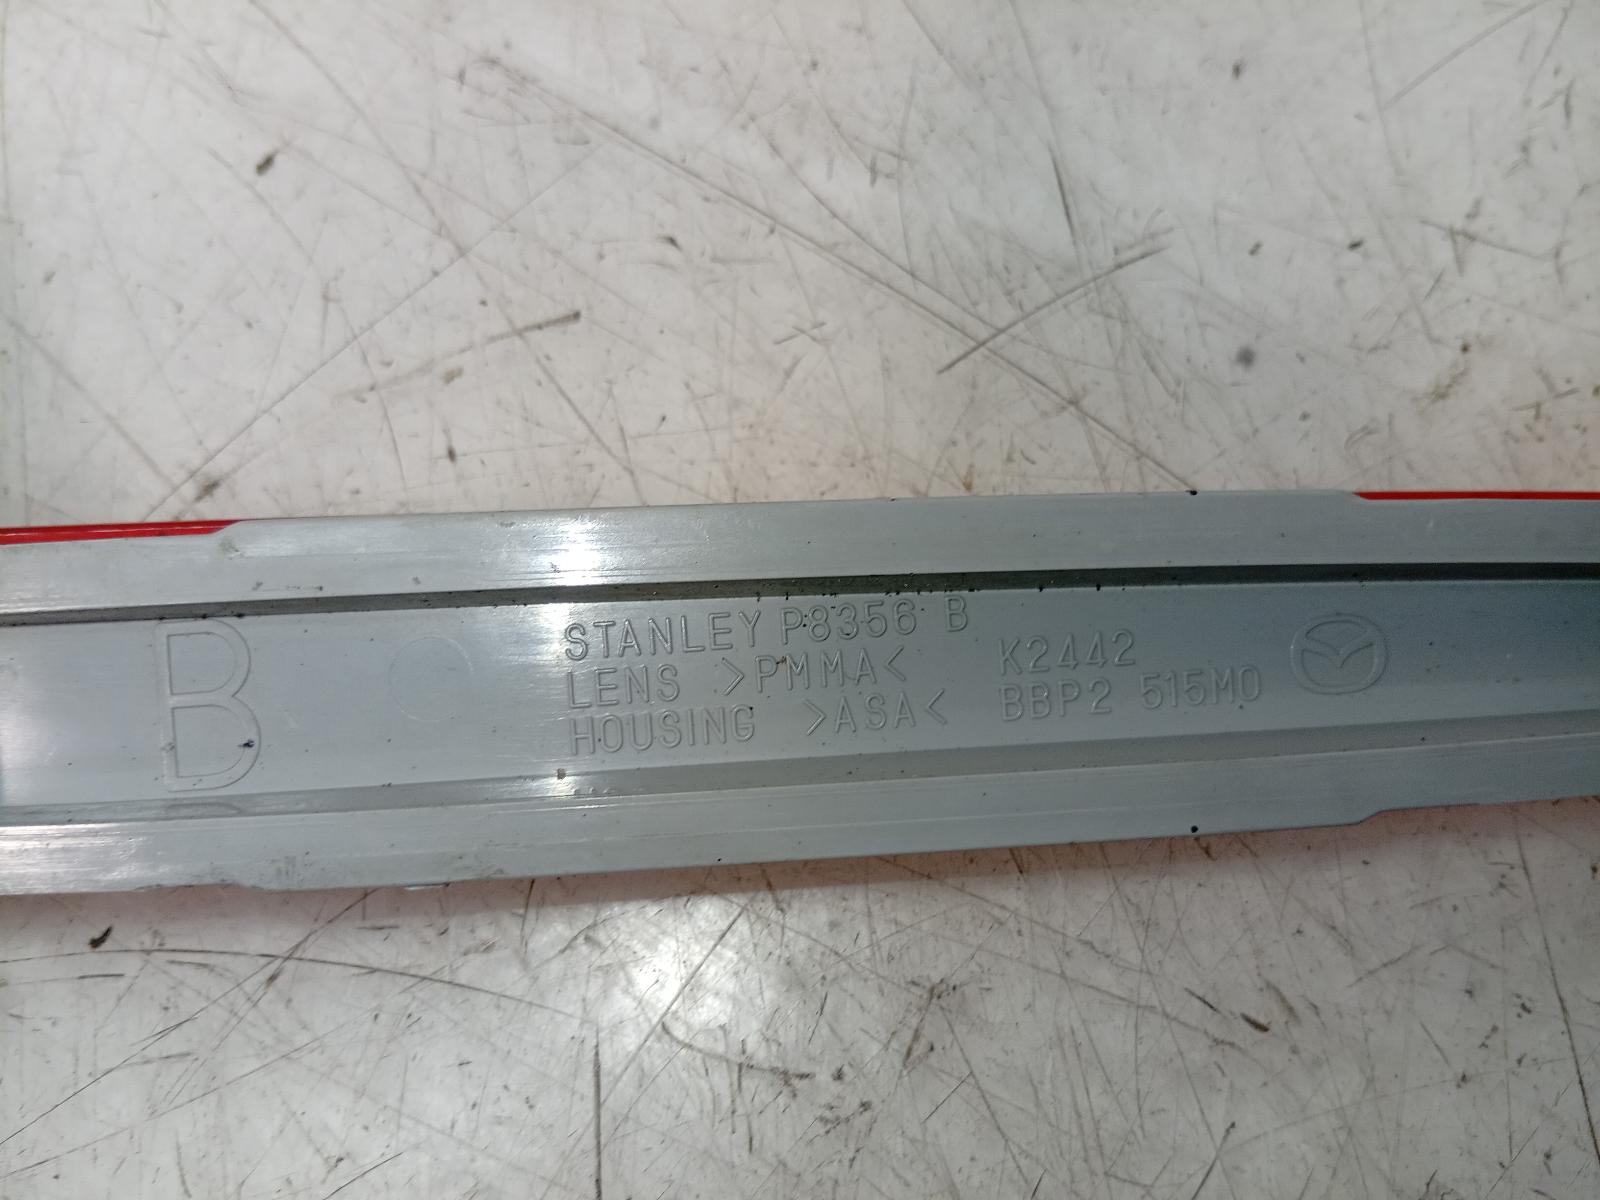 B
STANLEY P8356 B
LENS >PMMA< K2442
HOUSING >ASA< BBP2 515M0